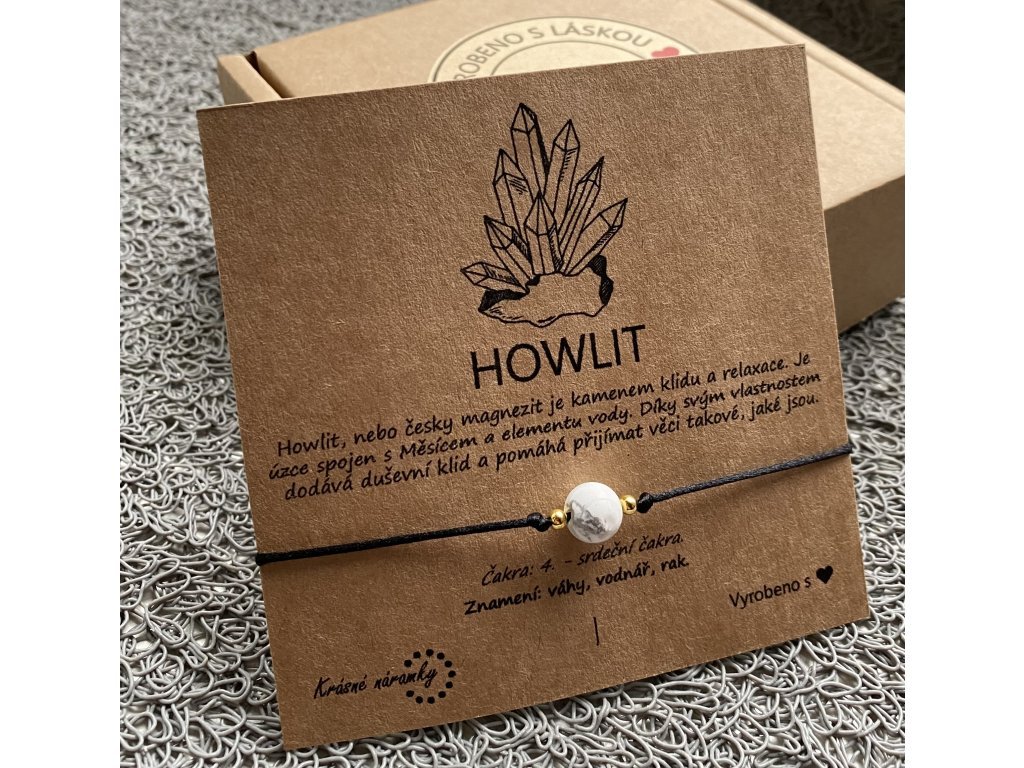 OBENO S LÁSKOU
HOWLIT
Howlit, nebo česky magnezit je kamenem klidu a relaxace. Je
úzce spojen s Měsícem a elementu vody. Díky svým vlastnostem
dodává duševní klid a pomáhá přijímat věci takové, jaké jsou.
Čakra: 4. - srdeční čakra.
Znamení: váhy, vodnář, rak.
Vyrobeno s
Krásné náramky